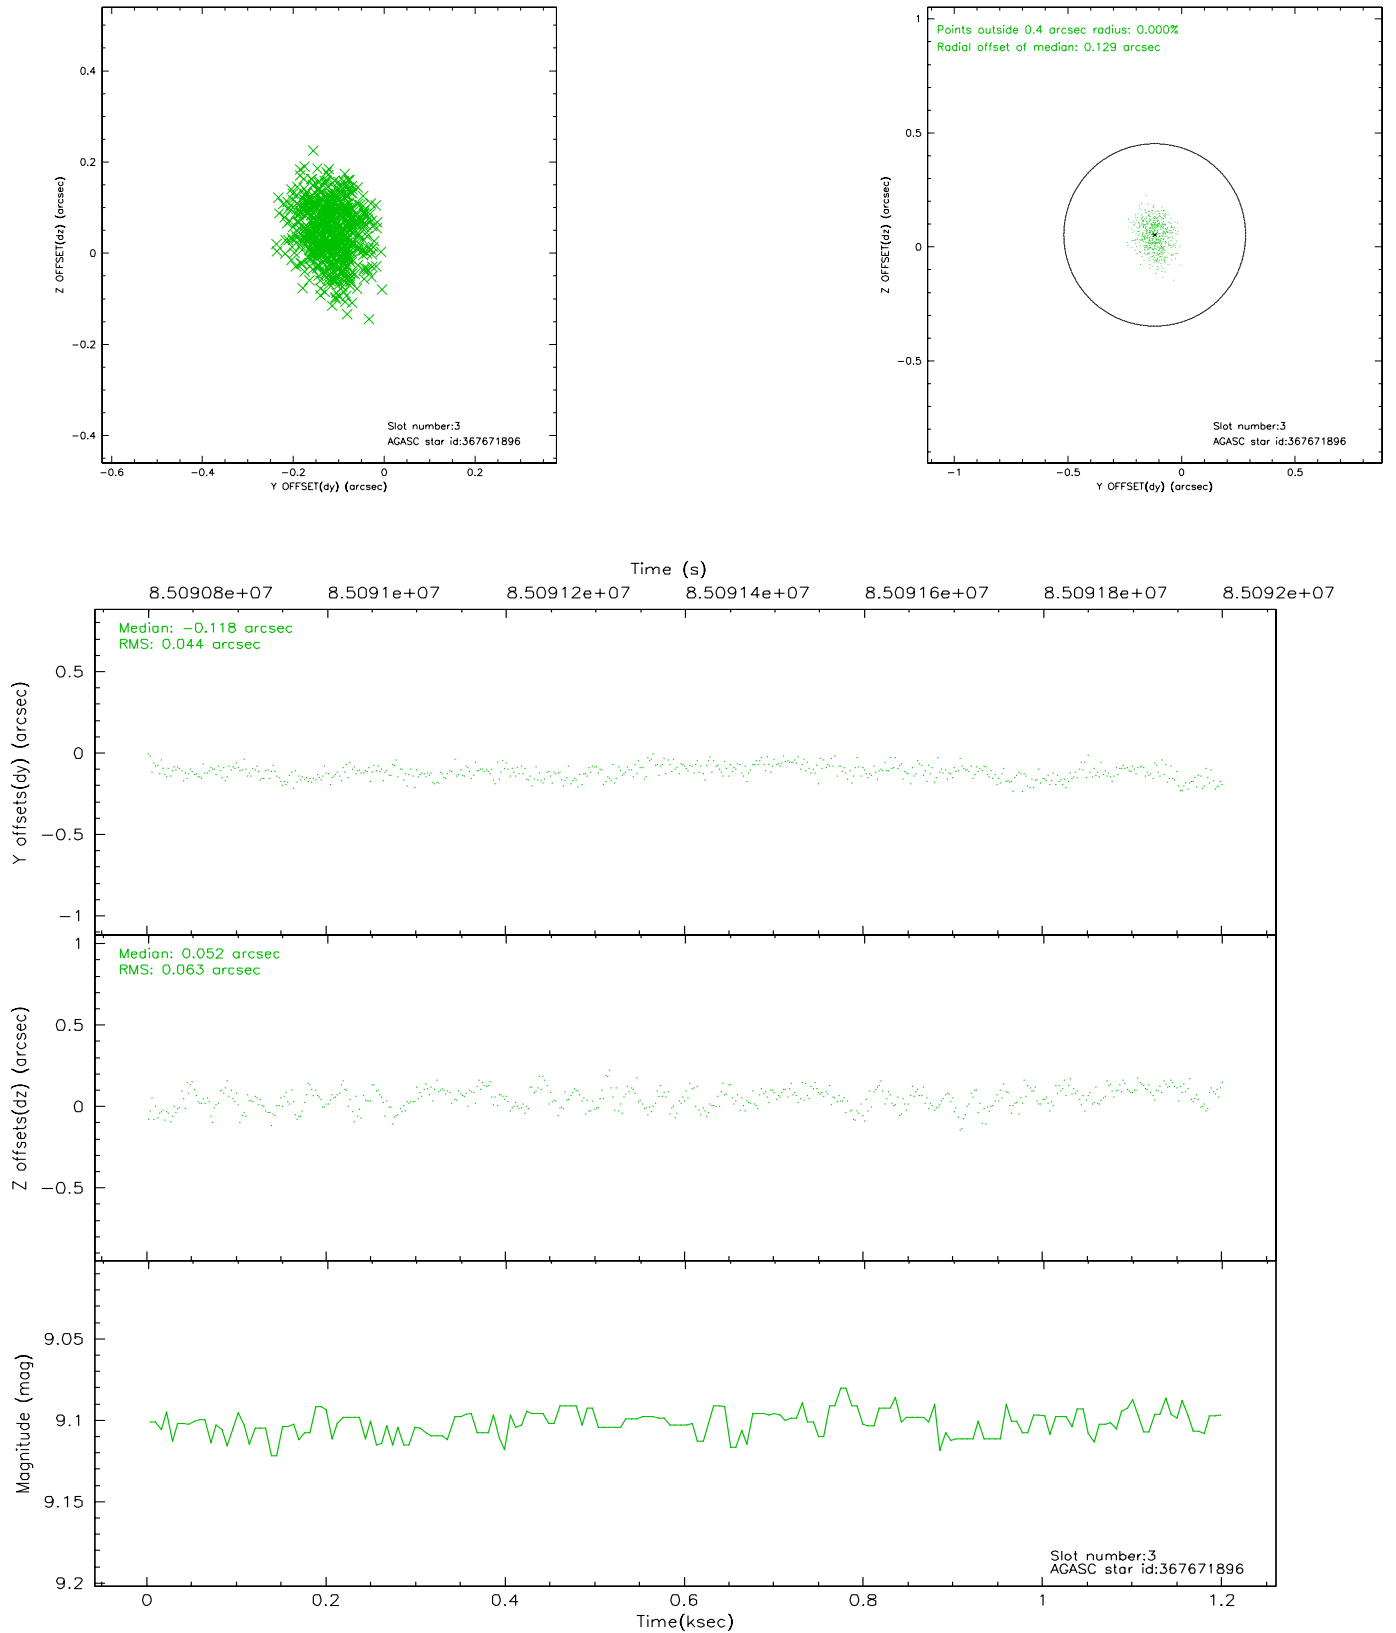 0.4
0.2
0
−0.2
−0.4
Z OFFSET(dz) (arcsec)
Slot number:3
AGASC star id:367671896
−0.6 −0.4 −0.2 0 0.2
Y OFFSET(dy) (arcsec)
Points outside 0.4 arcsec radius: 0.000%
Radial offset of median: 0.129 arcsec
1
0.5
0
−0.5
Z OFFSET(dz) (arcsec)
Slot number:3
AGASC star id:367671896
−1 −0.5 0 0.5
Y OFFSET(dy) (arcsec)
Time (s)
8.50908e+07 8.5091e+07 8.50912e+07 8.50914e+07 8.50916e+07 8.50918e+07 8.5092e+07
Median: −0.118 arcsec
RMS: 0.044 arcsec
0.5
0
−0.5
−1
Y offsets(dy) (arcsec)
Median: 0.052 arcsec
RMS: 0.063 arcsec
1
0.5
0
−0.5
Z offsets(dz) (arcsec)
9.05
9.1
9.15
9.2
Magnitude (mag)
Slot number:3
AGASC star id:367671896
0 0.2 0.4 0.6 0.8 1 1.2
Time(ksec)